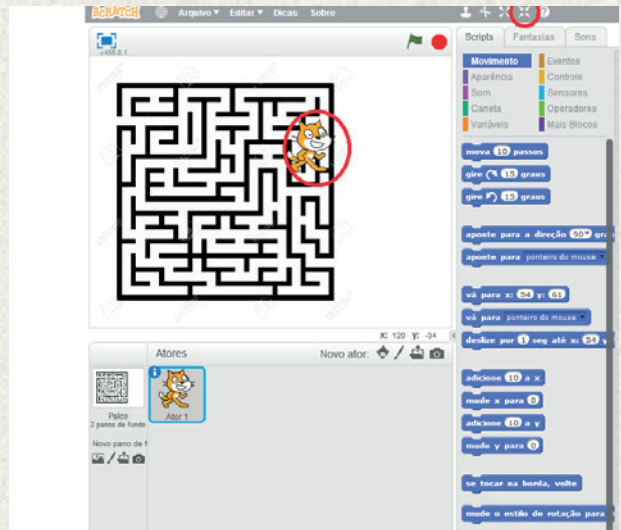 SCRATCH Arquivo▼ Editar▼ Dicas Sobre
v458.0.1
Scripts Fantasias Sons
Movimento Eventos
Aparência Controle
Som Sensores
Caneta Operadores
Variáveis Mais Blocos
mova 10 passos
gire 15 graus
gire 15 graus
aponte para a direção 90▼ gr
aponte para ponteiro do mouse
vá para x: 54 y: 61
vá para ponteiro do mouse
deslize por 1 seg até x: 54 y
adicione 10 a x
mude x para 0
adicione 10 a y
mude y para 0
se tocar na borda, volte
mude o estilo de rotação para
X: 120 y: -34
Atores Novo ator:
Palco
2 panos de fundo
Ator 1
Novo pano de f